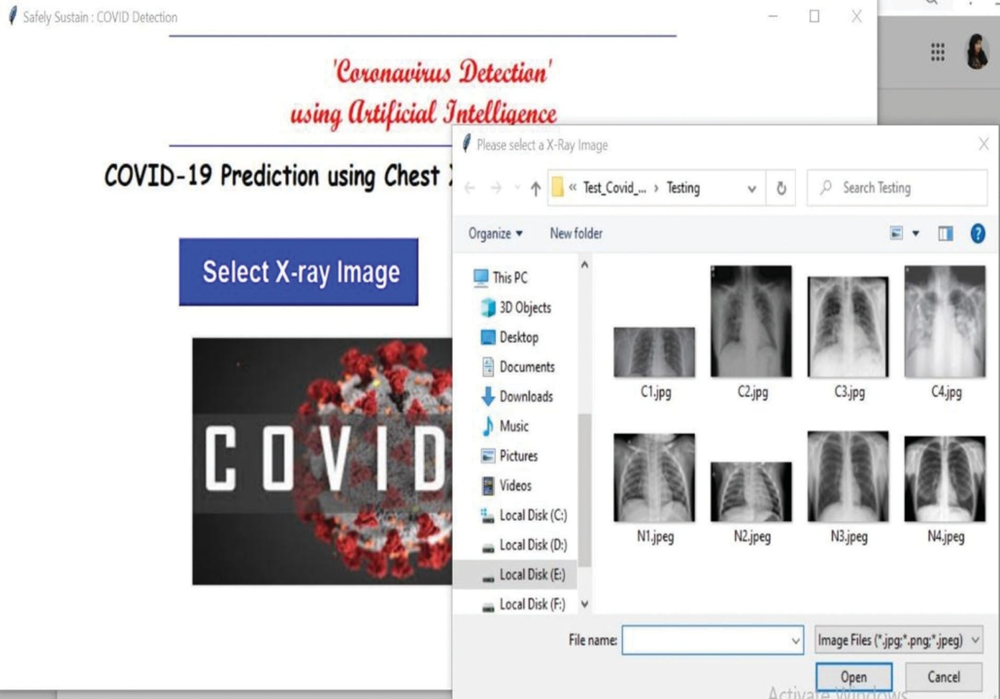 Safely Sustain : COVID Detection
'Coronavirus Detection'
using Artificial Intelligence
COVID-19 Prediction using Chest
Select X-ray Image
COVID
Please select a X-Ray Image
« Test_Covid_... › Testing
Search Testing
Organize
New folder
This PC
3D Objects
Desktop
Documents
Downloads
Music
Pictures
Videos
Local Disk (C:)
Local Disk (D:)
Local Disk (E:)
Local Disk (F:)
C1.jpg
C2.jpg
C3.jpg
C4.jpg
N1.jpeg
N2.jpeg
N3.jpeg
N4.jpeg
File name:
Image Files (*.jpg;*.png;*.jpeg)
Open
Cancel
Activate Windows